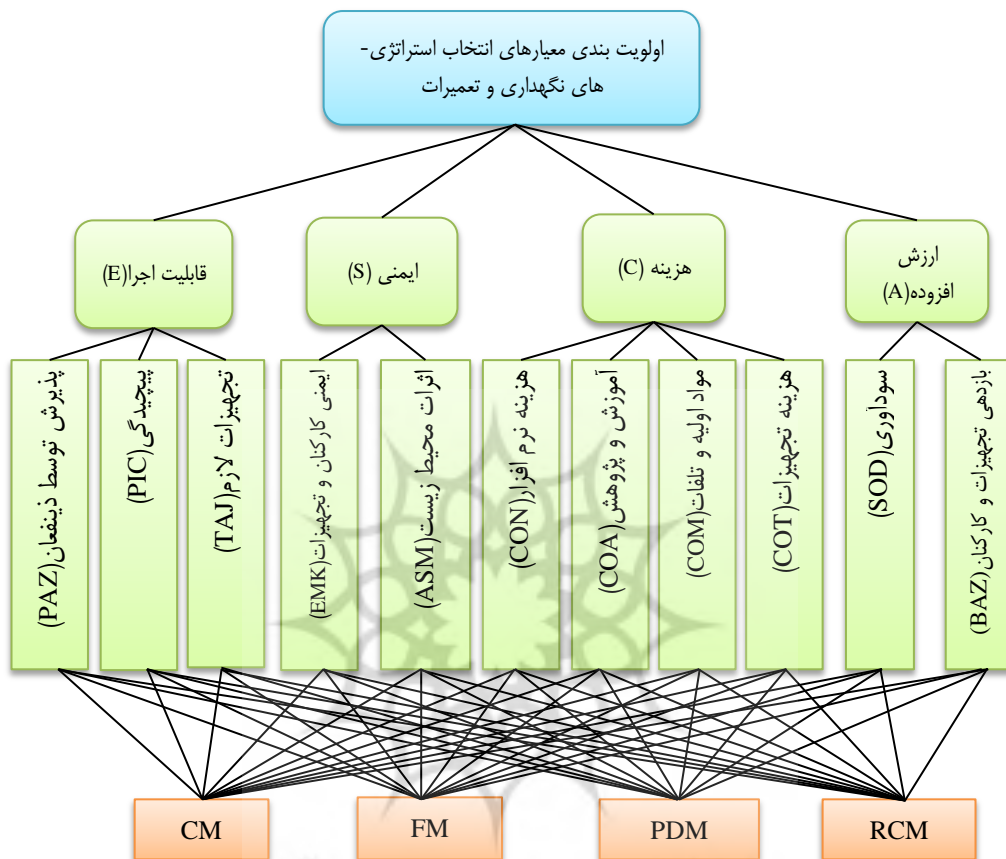 اولویت بندی معیارهای انتخاب استراتژی-
های نگهداری و تعمیرات
ارزش
افزوده(A)
هزینه (C)
ایمنی (S)
قابلیت اجرا(E)
بازدهی تجهیزات و کارکنان(BAZ)
سودآوری(SOD)
هزینه تجهیزات(COT)
مواد اولیه و تلفات(COM)
آموزش و پژوهش(COA)
هزینه نرم افزار(CON)
اثرات محیط زیست(ASM)
ایمنی کارکنان و تجهیزات(EMK)
تجهیزات لازم(TAJ)
پیچیدگی(PIC)
پذیرش توسط ذینفعان(PAZ)
RCM
PDM
FM
CM